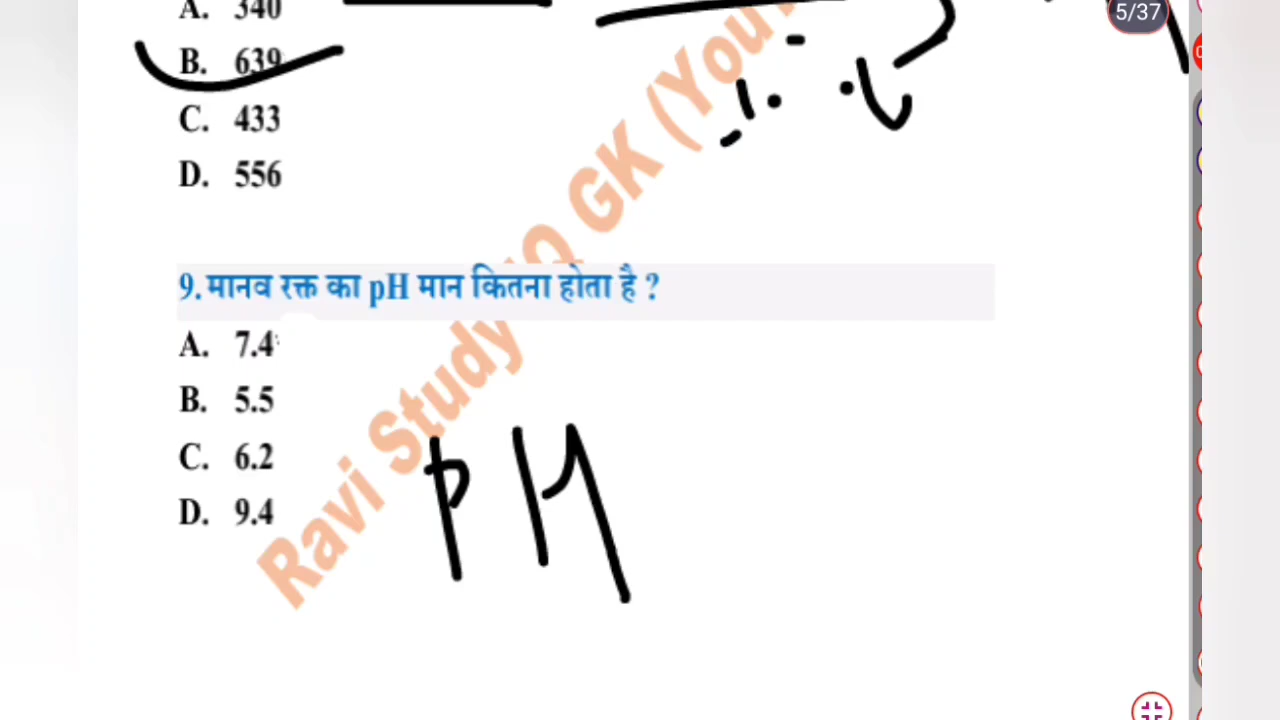 A. 340
5/37
B. 639
C. 433
D. 556
9. मानव रक्त का pH मान कितना होता है ?
A. 7.4
B. 5.5
C. 6.2
D. 9.4
pH
Ravi Study GK (You